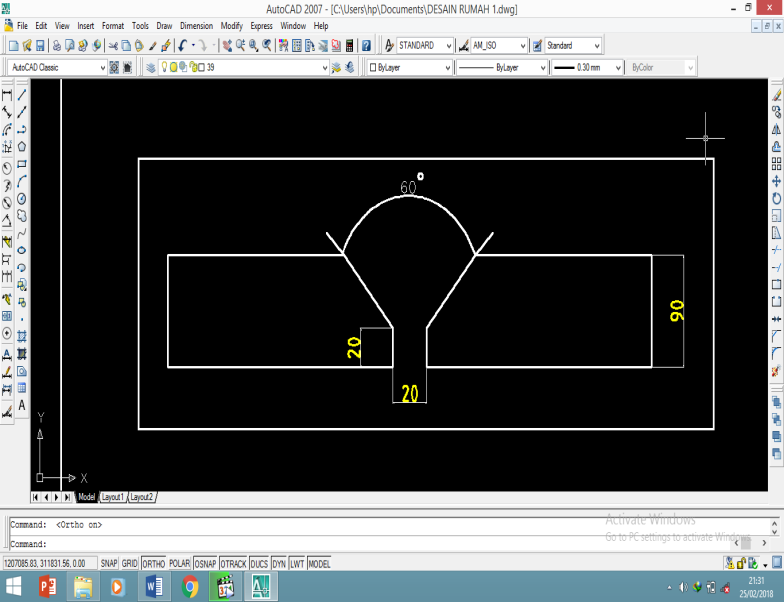 AutoCAD 2007 - [C:\Users\hp\Documents\DESAIN RUMAH 1.dwg]
File Edit View Insert Format Tools Draw Dimension Modify Express Window Help
STANDARD AM_ISO Standard
AutoCAD Classic 39 ByLayer ByLayer 0.30 mm ByColor
60°
90
20
20
Y
X
Model Layout1 Layout2
Command: <Ortho on>
Command:
Activate Windows
Go to PC settings to activate Windows.
1207085.83, 311831.56, 0.00 SNAP GRID ORTHO POLAR OSNAP OTRACK DUCS DYN LWT MODEL
21:31
25/02/2018